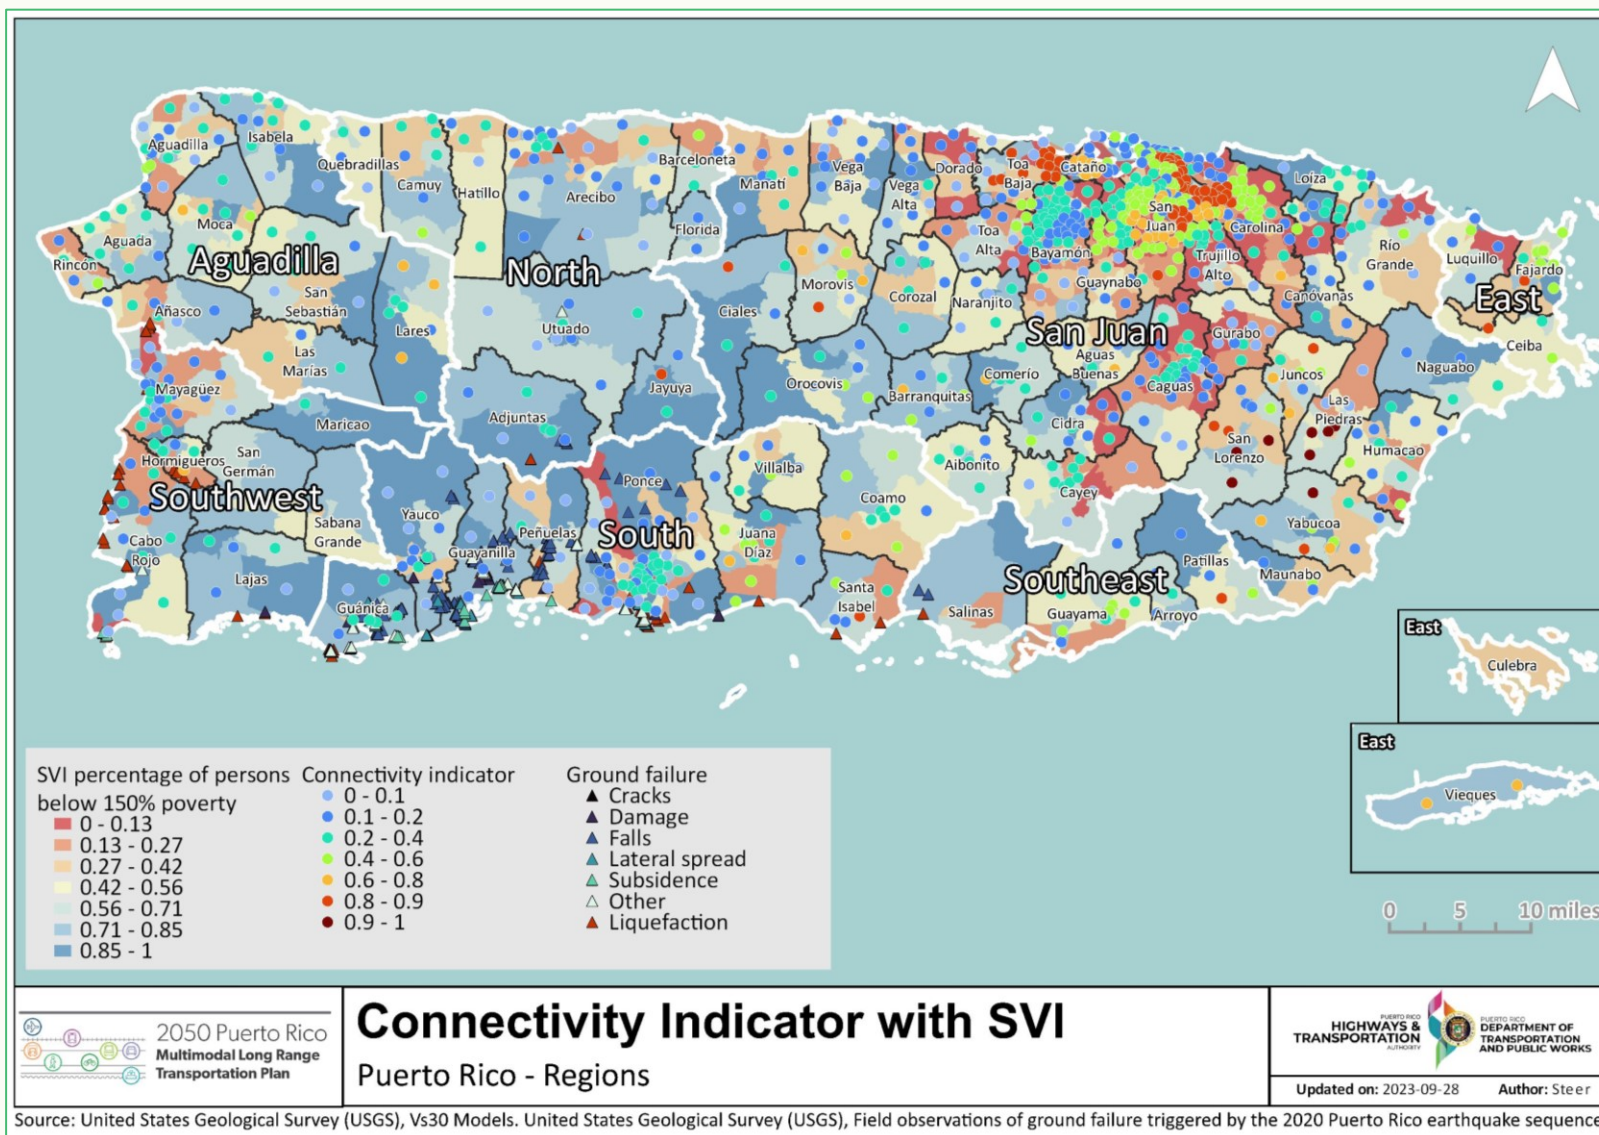 Isabela
Aguadilla
Quebradillas
Camuy
Hatillo
Arecibo
Barceloneta
Manatí
Vega
Baja
Vega
Alta
Dorado
Toa
Baja
Cataño
San
Juan
Loíza
Carolina
Moca
Aguada
Rincón
Aguadilla
San
Sebastián
Añasco
Lares
Las
Marías
Mayagüez
North
Florida
Utuado
Jayuya
Adjuntas
Ciales
Morovis
Corozal
Naranjito
Toa
Alta
Bayamón
Guaynabo
Trujillo
Alto
Canóvanas
Río
Grande
Luquillo
Fajardo
East
Ceiba
San Juan
Orocovis
Barranquitas
Comerío
Aguas
Buenas
Caguas
Gurabo
Juncos
Las
Piedras
Naguabo
Humacao
Cidra
San
Lorenzo
Cayey
Aibonito
Yabucoa
Maricao
Hormigueros
San
Germán
Southwest
Sabana
Grande
Cabo
Rojo
Lajas
Yauco
Guánica
Guayanilla
Peñuelas
Ponce
South
Villalba
Juana
Díaz
Coamo
Santa
Isabel
Salinas
Southeast
Guayama
Arroyo
Patillas
Maunabo
East
Culebra
East
Vieques
0 5 10 miles
SVI percentage of persons
below 150% poverty
0 - 0.13
0.13 - 0.27
0.27 - 0.42
0.42 - 0.56
0.56 - 0.71
0.71 - 0.85
0.85 - 1
Connectivity indicator
0 - 0.1
0.1 - 0.2
0.2 - 0.4
0.4 - 0.6
0.6 - 0.8
0.8 - 0.9
0.9 - 1
Ground failure
Cracks
Damage
Falls
Lateral spread
Subsidence
Other
Liquefaction
2050 Puerto Rico
Multimodal Long Range
Transportation Plan
Connectivity Indicator with SVI
Puerto Rico - Regions
PUERTO RICO
HIGHWAYS &
TRANSPORTATION
AUTHORITY
PUERTO RICO
DEPARTMENT OF
TRANSPORTATION
AND PUBLIC WORKS
Updated on: 2023-09-28 Author: Steer
Source: United States Geological Survey (USGS), Vs30 Models. United States Geological Survey (USGS), Field observations of ground failure triggered by the 2020 Puerto Rico earthquake sequence